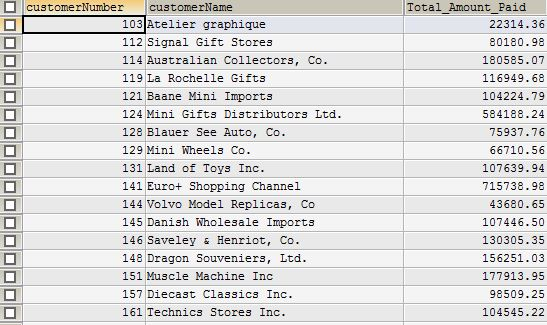 customerNumber customerName Total_Amount_Paid
103 Atelier graphique 22314.36
112 Signal Gift Stores 80180.98
114 Australian Collectors, Co. 180585.07
119 La Rochelle Gifts 116949.68
121 Baane Mini Imports 104224.79
124 Mini Gifts Distributors Ltd. 584188.24
128 Blauer See Auto, Co. 75937.76
129 Mini Wheels Co. 66710.56
131 Land of Toys Inc. 107639.94
141 Euro+ Shopping Channel 715738.98
144 Volvo Model Replicas, Co 43680.65
145 Danish Wholesale Imports 107446.50
146 Saveley & Henriot, Co. 130305.35
148 Dragon Souveniers, Ltd. 156251.03
151 Muscle Machine Inc 177913.95
157 Diecast Classics Inc. 98509.25
161 Technics Stores Inc. 104545.22